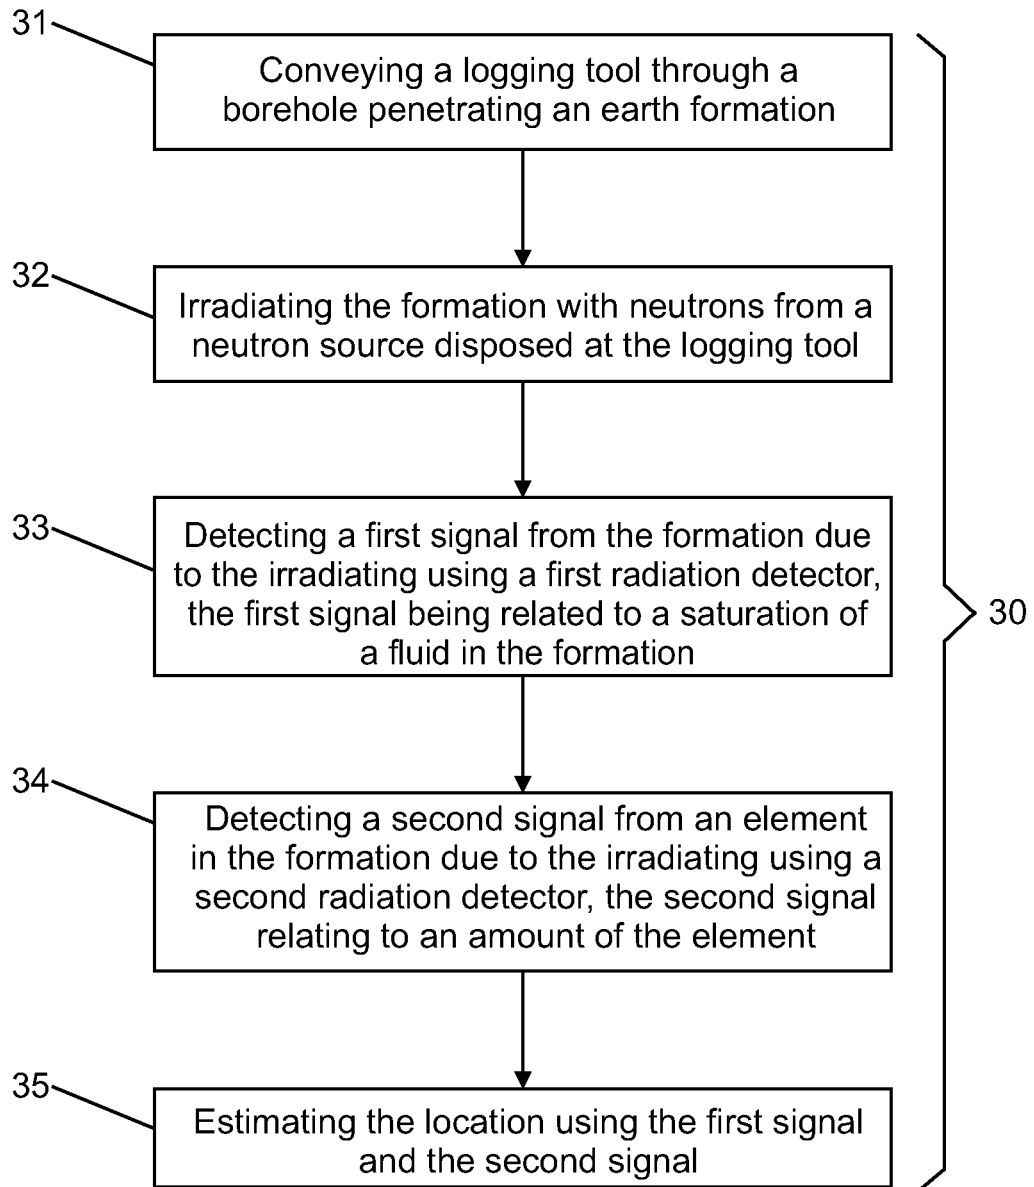 31
Conveying a logging tool through a
borehole penetrating an earth formation
32
Irradiating the formation with neutrons from a
neutron source disposed at the logging tool
33
Detecting a first signal from the formation due
to the irradiating using a first radiation detector,
the first signal being related to a saturation of
a fluid in the formation
30
34
Detecting a second signal from an element
in the formation due to the irradiating using a
second radiation detector, the second signal
relating to an amount of the element
35
Estimating the location using the first signal
and the second signal